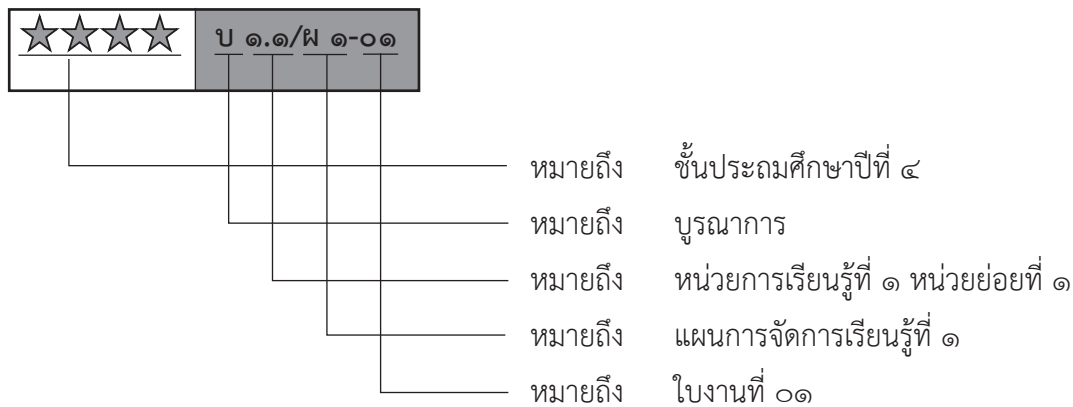 บ ๑.๑/ผ ๑-๐๑
หมายถึง ชั้นประถมศึกษาปีที่ ๔
หมายถึง บูรณาการ
หมายถึง หน่วยการเรียนรู้ที่ ๑ หน่วยย่อยที่ ๑
หมายถึง แผนการจัดการเรียนรู้ที่ ๑
หมายถึง ใบงานที่ ๐๑